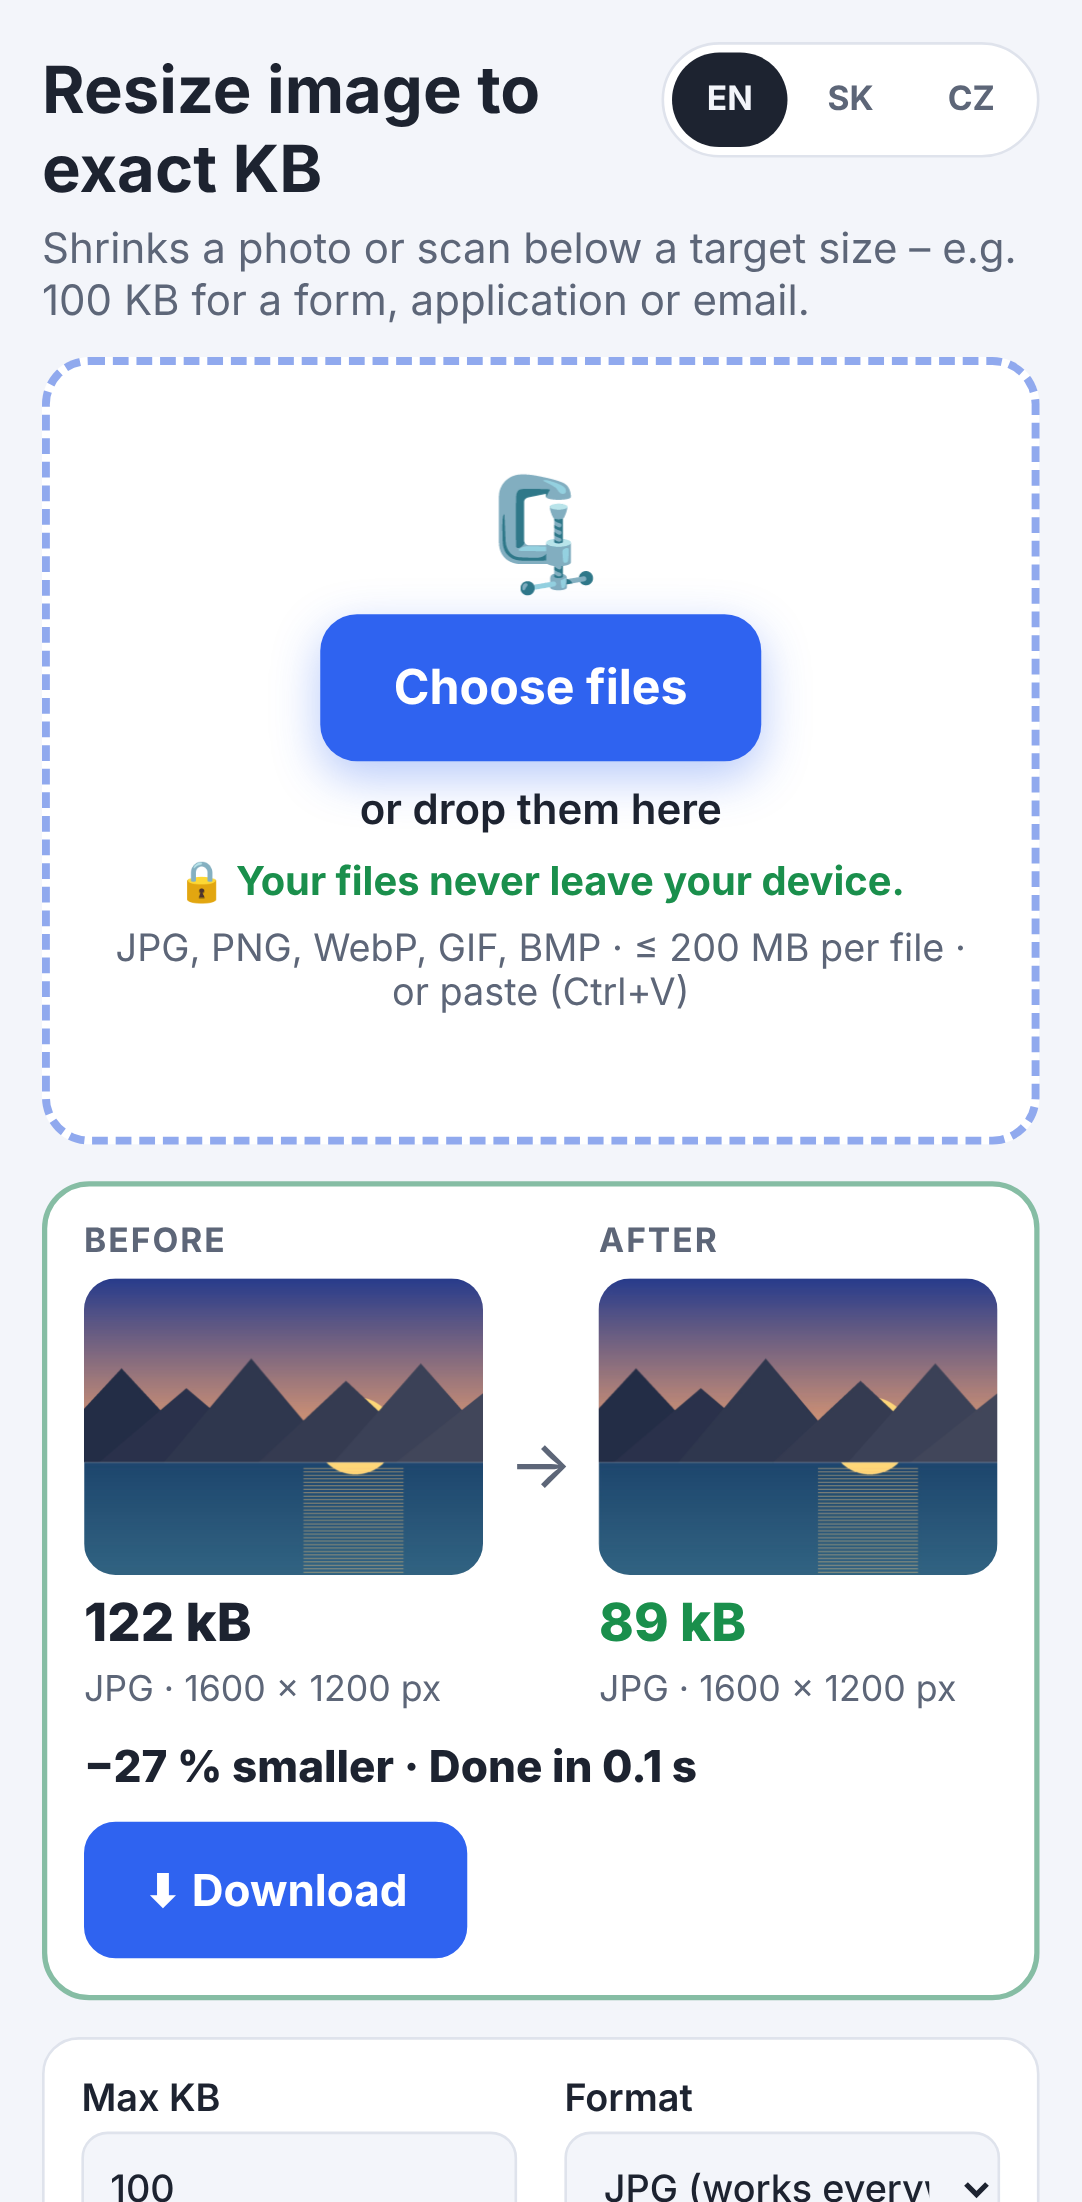 Resize image to
exact KB
EN SK CZ
Shrinks a photo or scan below a target size – e.g.
100 KB for a form, application or email.
Choose files
or drop them here
🔒 Your files never leave your device.
JPG, PNG, WebP, GIF, BMP · ≤ 200 MB per file ·
or paste (Ctrl+V)
BEFORE
AFTER
→
122 kB
89 kB
JPG · 1600 × 1200 px
JPG · 1600 × 1200 px
−27 % smaller · Done in 0.1 s
⬇ Download
Max KB
Format
100
JPG (works